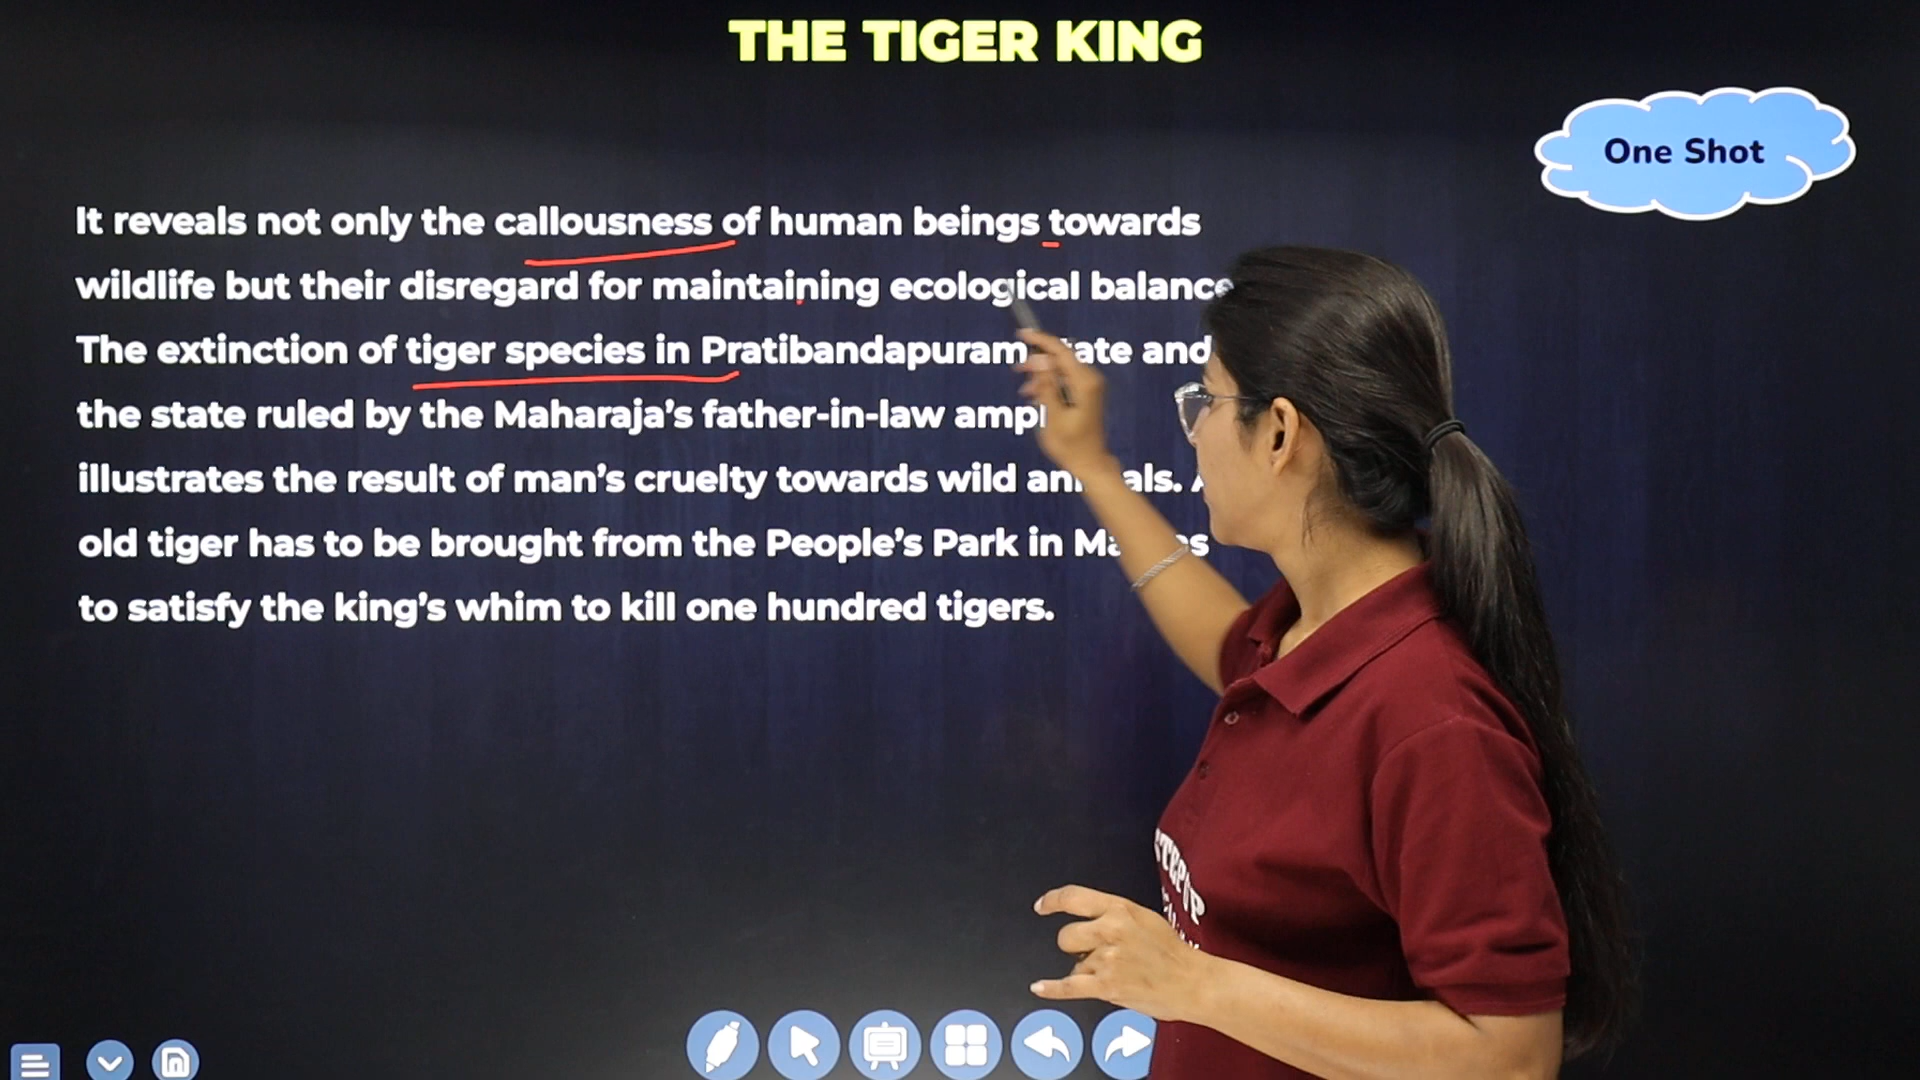 THE TIGER KING
One Shot
It reveals not only the callousness of human beings towards
wildlife but their disregard for maintaining ecological balance
The extinction of tiger species in Pratibandapuram and
the state ruled by the Maharaja's father-in-law
illustrates the result of man's cruelty towards wild
old tiger has to be brought from the People's Park in
to satisfy the king's whim to kill one hundred tigers.